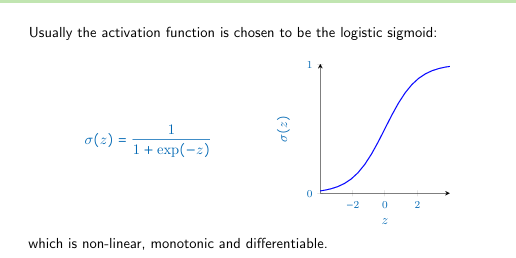 Usually the activation function is chosen to be the logistic sigmoid:
σ(z) = 1 / (1 + exp(−z))
1
σ(z)
0
−2 0 2
z
which is non-linear, monotonic and differentiable.